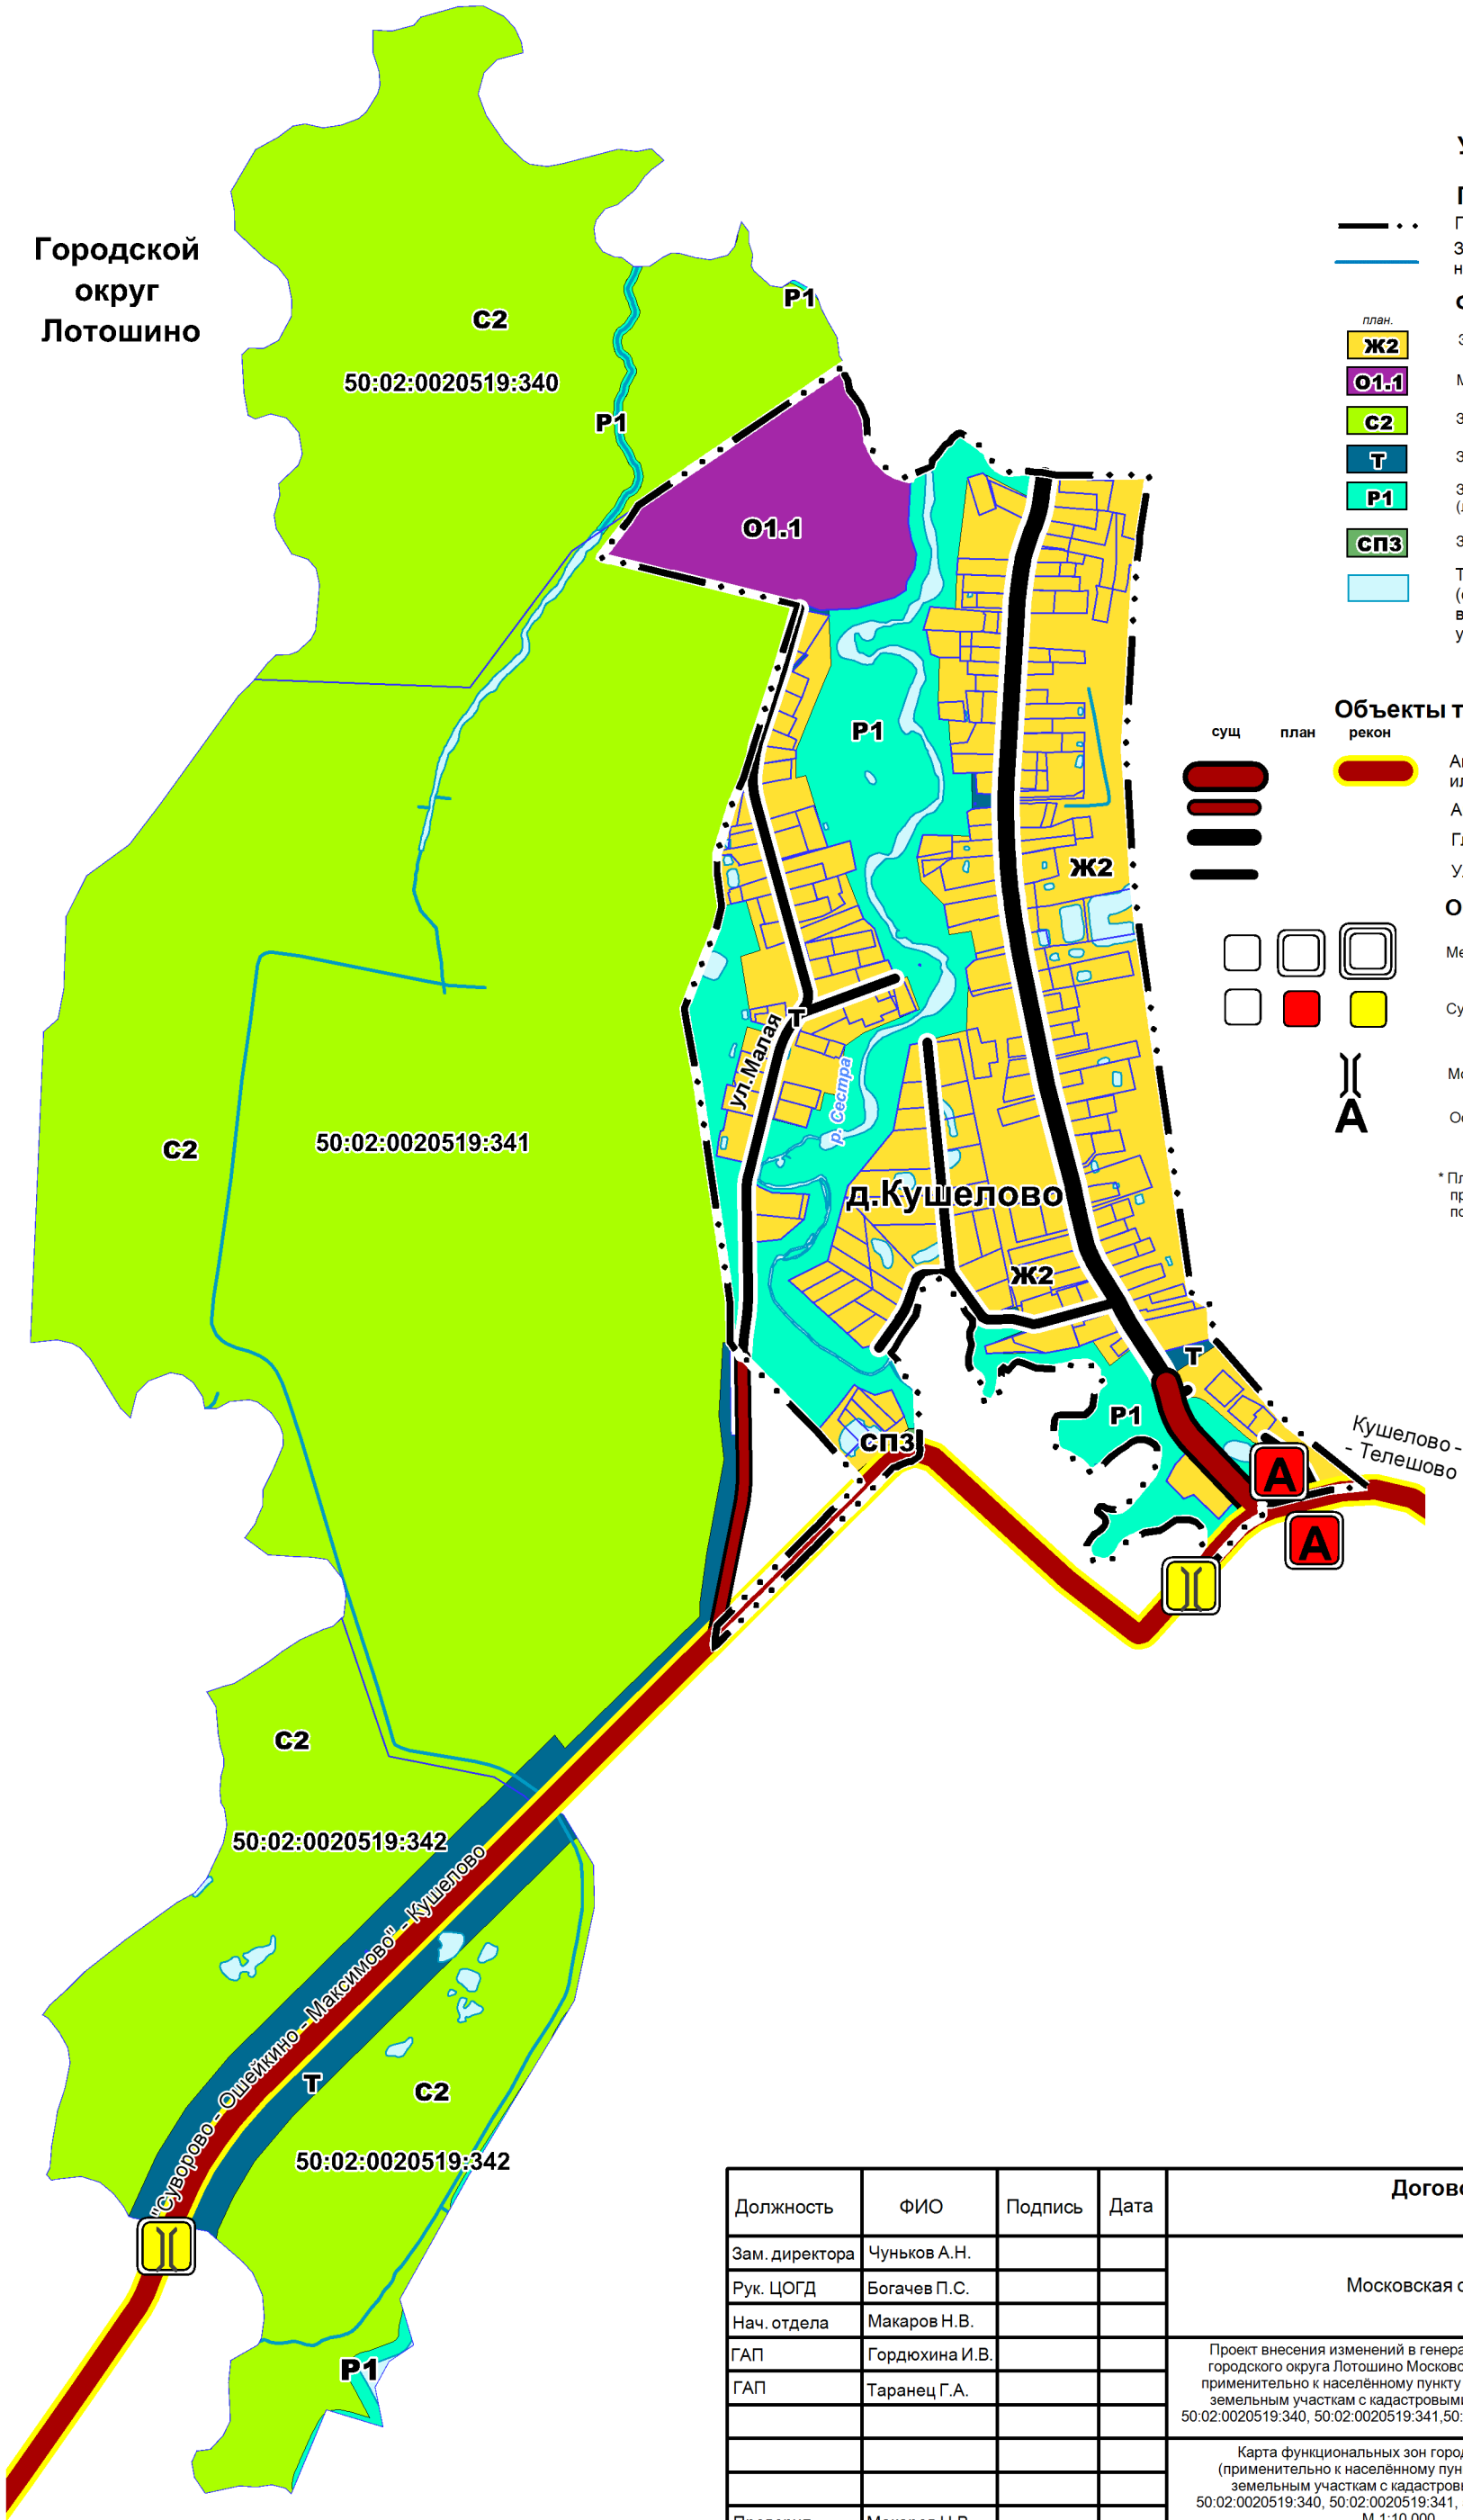 Городской
округ
Лотошино
С2
50:02:0020519:340
Р1
Р1
О1.1
план.
Ж2
О1.1
С2
Т
Р1
СП3
Объекты т
сущ план рекон
Р1
Ж2
Т
ул.Малая
р. Сестра
А
С2
50:02:0020519:341
д.Кушелово
Ж2
Т
Р1
СП3
Кушелово -
- Телешово
А
А
С2
50:02:0020519:342
"Суворово - Ошейкино - Максимово" - Кушелово
Т
С2
50:02:0020519:342
Р1
Должность ФИО Подпись Дата
Догово
Зам. директора Чуньков А.Н.
Рук. ЦОГД Богачев П.С.
Московская о
Нач. отдела Макаров Н.В.
ГАП Гордюхина И.В.
ГАП Таранец Г.А.
Проект внесения изменений в генера
городского округа Лотошино Московс
применительно к населённому пункту
земельным участкам с кадастровыми
50:02:0020519:340, 50:02:0020519:341,50:
Карта функциональных зон город
(применительно к населённому пун
земельным участкам с кадастровы
50:02:0020519:340, 50:02:0020519:341,
М 1:10 000